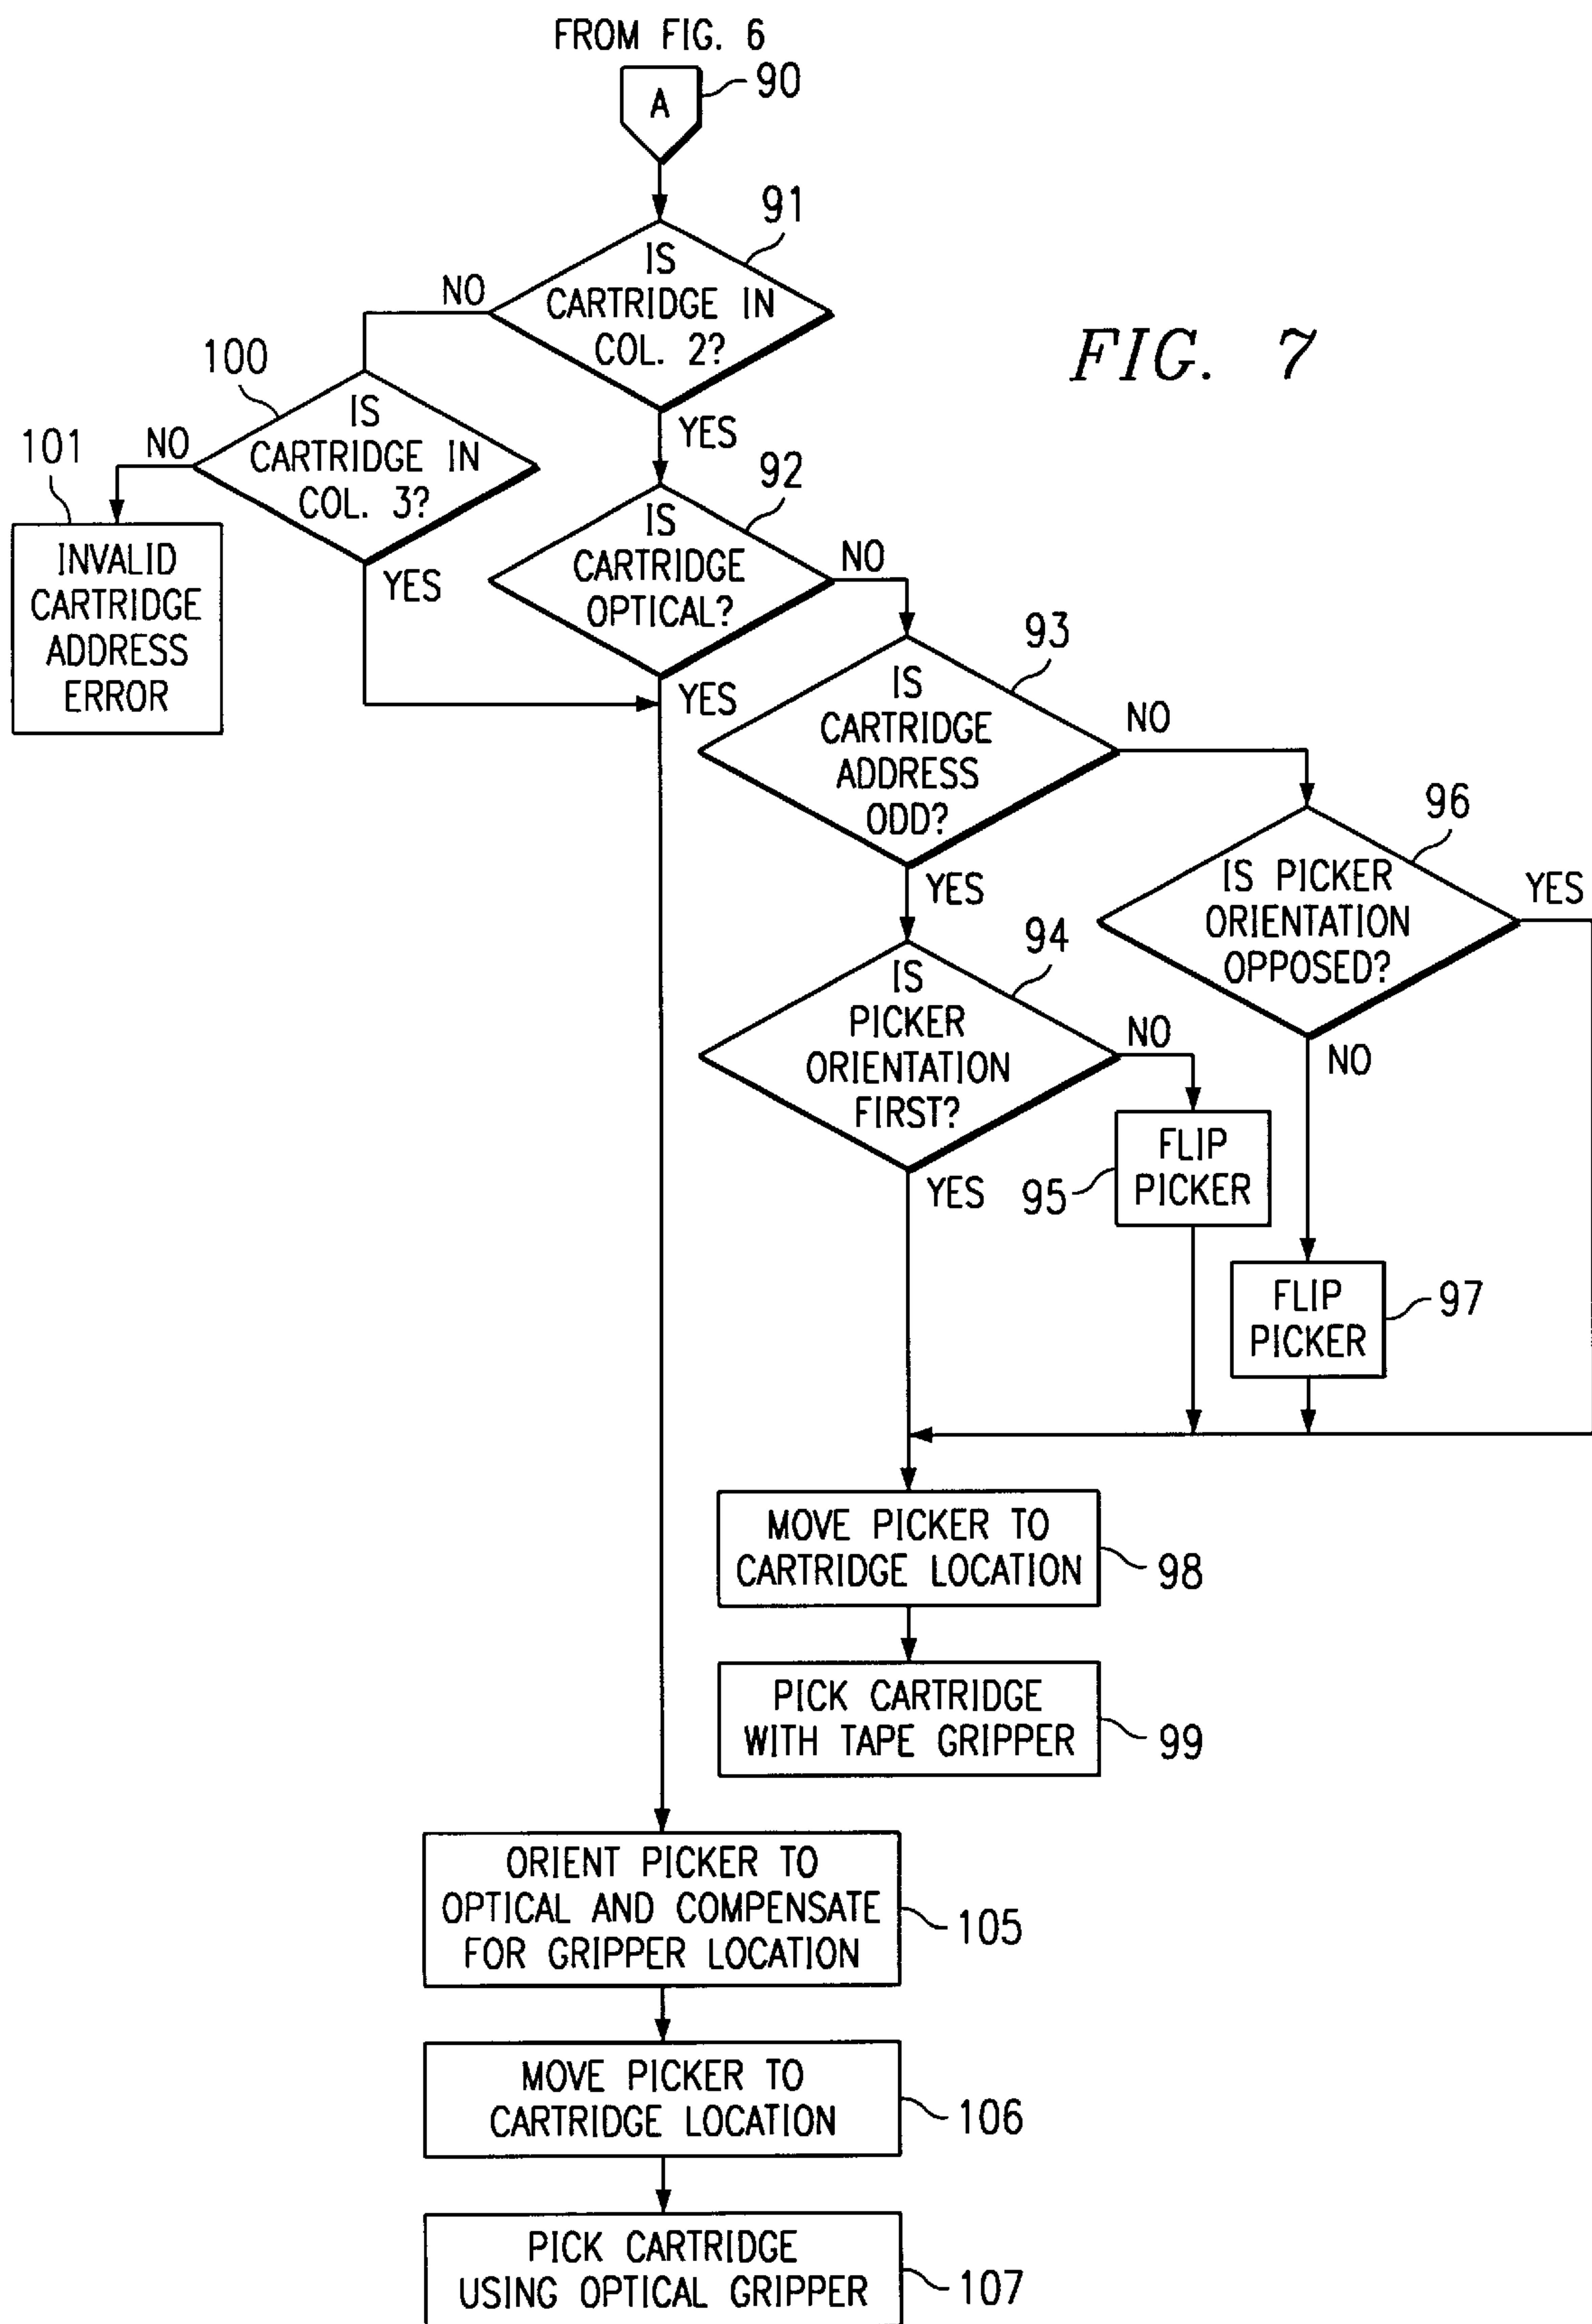 FROM FIG. 6
A
90
91
IS
CARTRIDGE IN
COL. 2?
NO
YES
FIG. 7
100
IS
CARTRIDGE IN
COL. 3?
NO
YES
101
INVALID
CARTRIDGE
ADDRESS
ERROR
92
IS
CARTRIDGE
OPTICAL?
NO
YES
93
IS
CARTRIDGE
ADDRESS
ODD?
NO
YES
96
IS PICKER
ORIENTATION
OPPOSED?
YES
NO
94
IS
PICKER
ORIENTATION
FIRST?
NO
YES
95
FLIP
PICKER
FLIP
PICKER
97
MOVE PICKER TO
CARTRIDGE LOCATION
98
PICK CARTRIDGE
WITH TAPE GRIPPER
99
ORIENT PICKER TO
OPTICAL AND COMPENSATE
FOR GRIPPER LOCATION
105
MOVE PICKER TO
CARTRIDGE LOCATION
106
PICK CARTRIDGE
USING OPTICAL GRIPPER
107